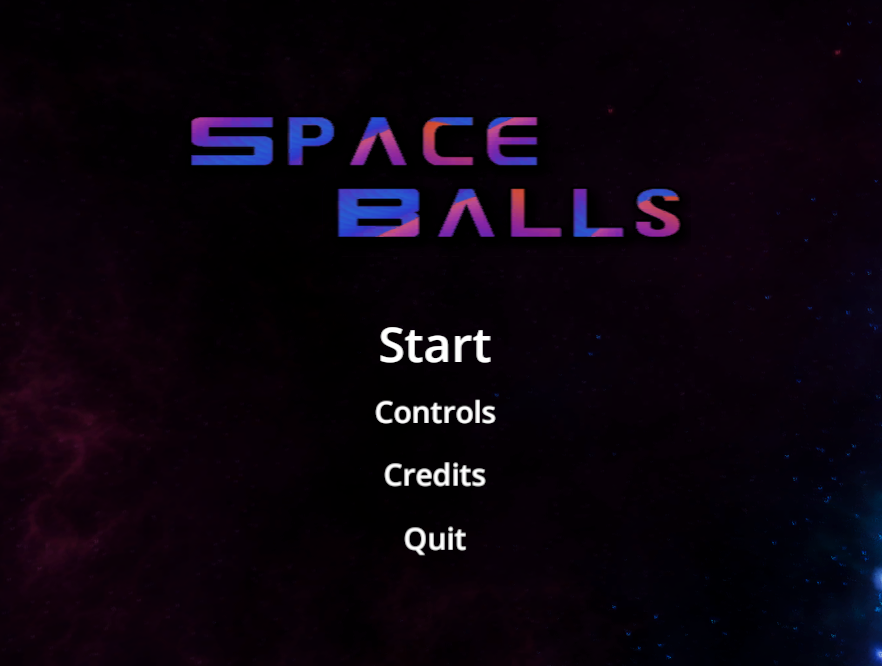 SPACE
BALLS
Start
Controls
Credits
Quit